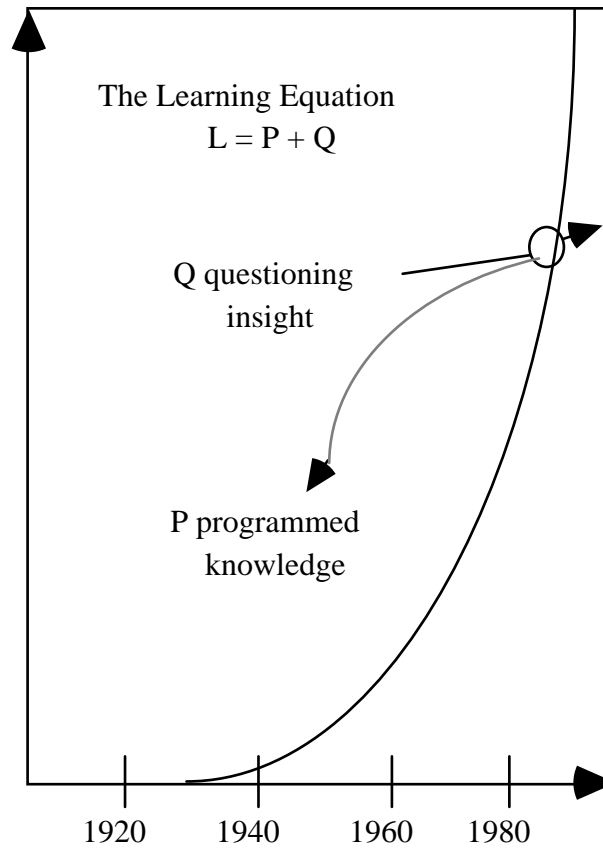 The Learning Equation
L = P + Q
Q questioning
insight
P programmed
knowledge
1920 1940 1960 1980